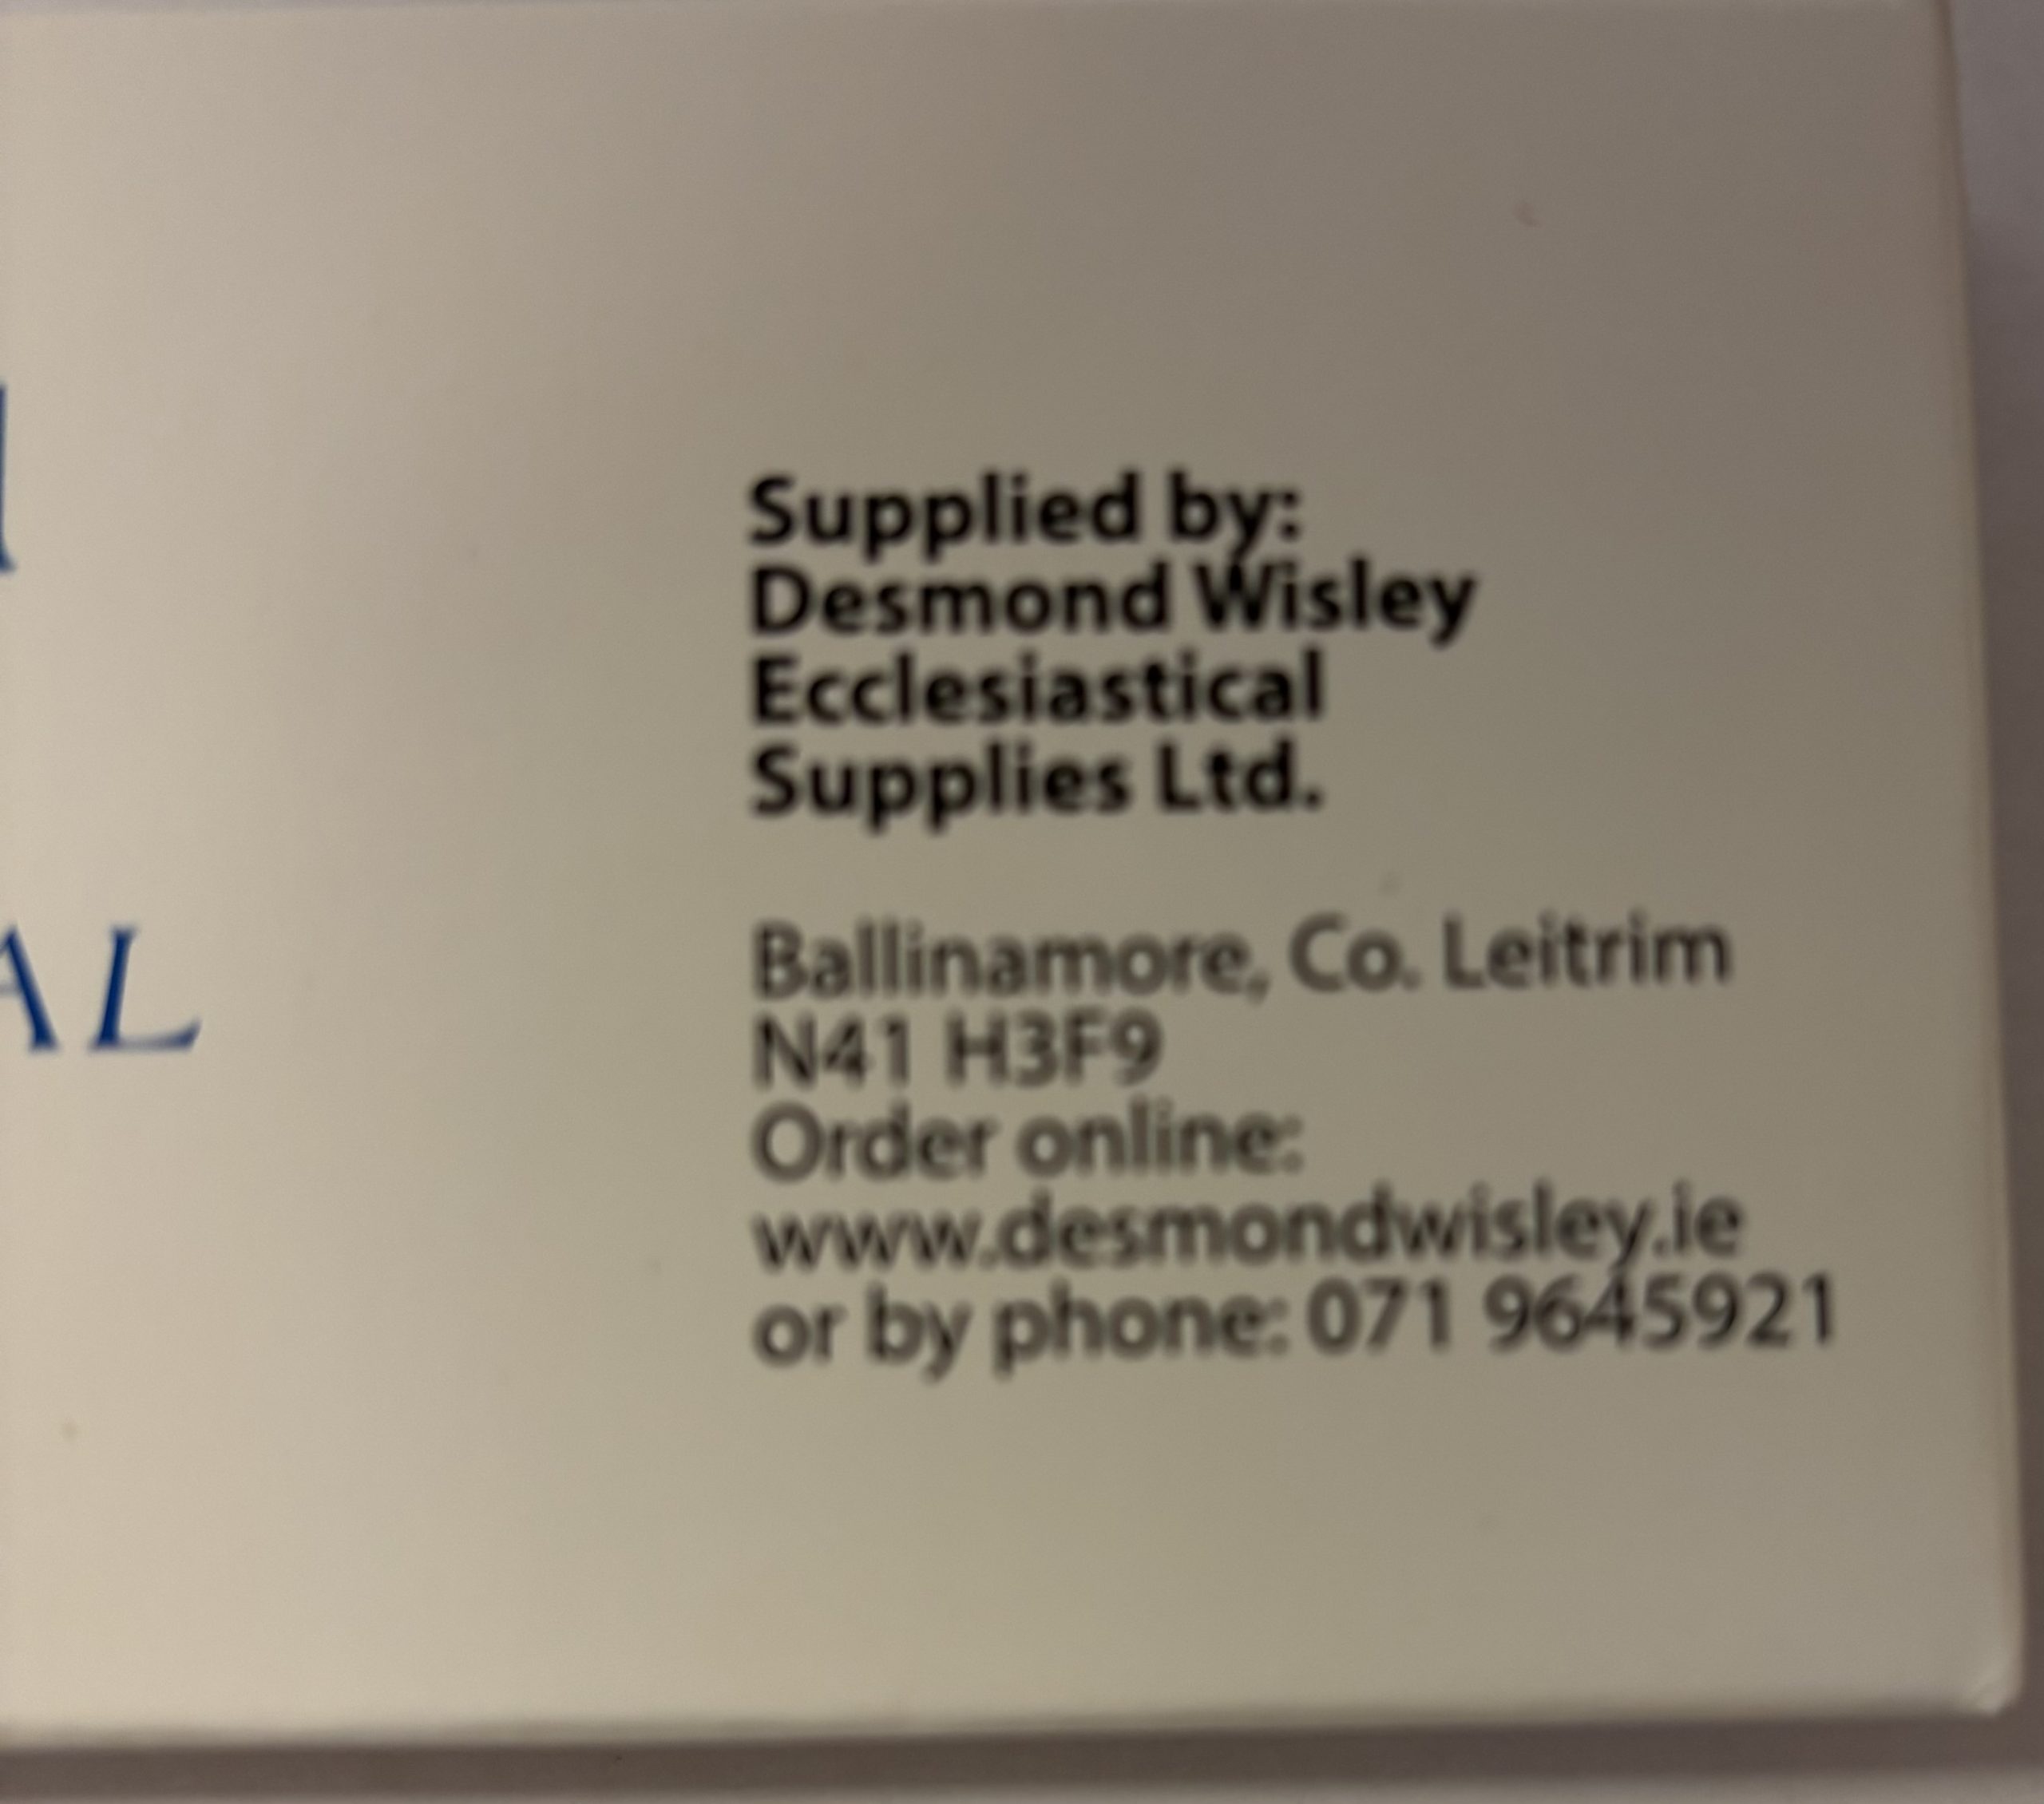 AL
Supplied by:
Desmond Wisley
Ecclesiastical
Supplies Ltd.
Ballinamore, Co. Leitrim
N41 H3F9
Order online:
www.desmondwisley.ie
or by phone: 071 9645921